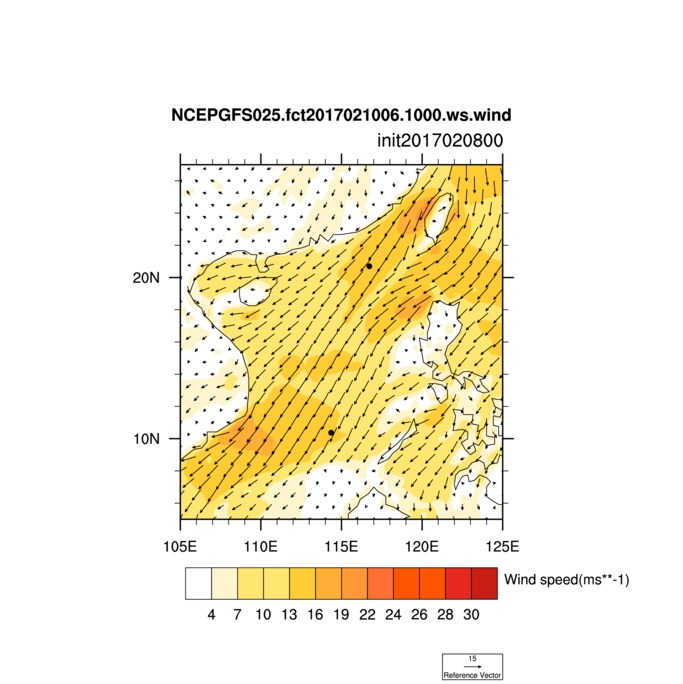 NCEPGFS025.fct2017021006.1000.ws.wind
init2017020800
20N
10N
105E 110E 115E 120E 125E
Wind speed(ms**-1)
4 7 10 13 16 19 22 24 26 28 30
15
Reference Vector